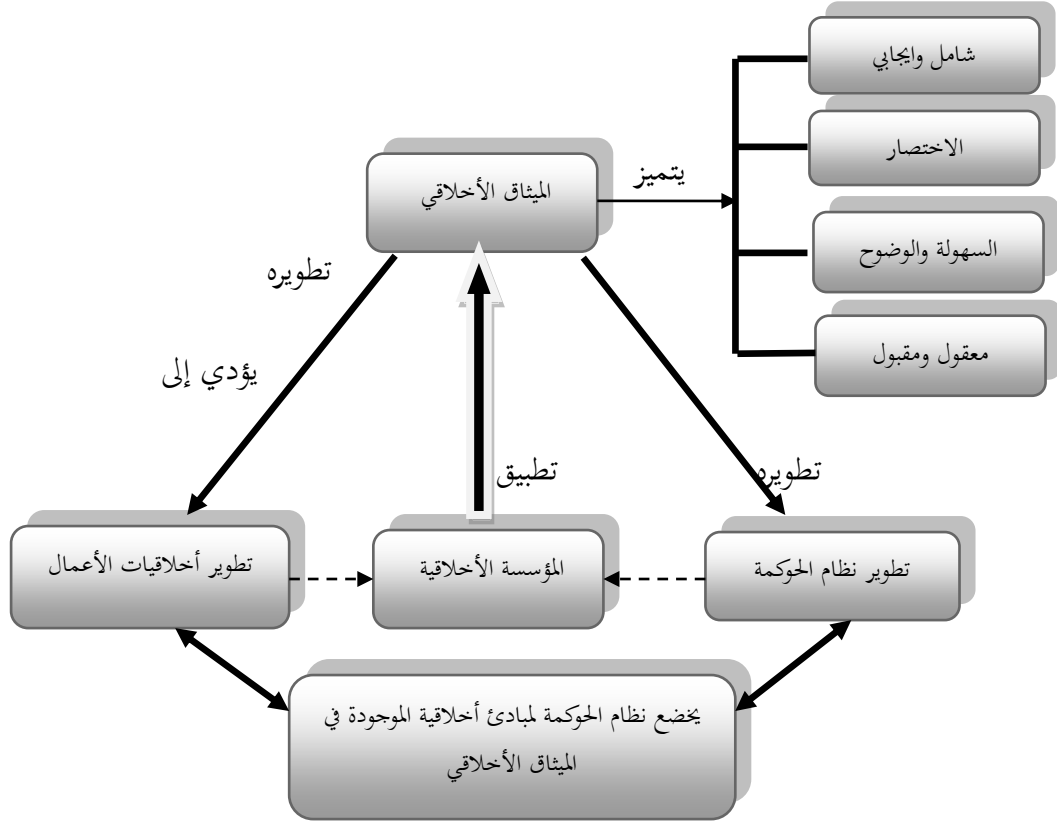 شامل وايجابي
الاختصار
الميثاق الأخلاقي
يتميز
السهولة والوضوح
تطويره
معقول ومقبول
يؤدي إلى
تطويره
تطبيق
تطوير نظام الحوكمة
المؤسسة الأخلاقية
تطوير أخلاقيات الأعمال
يخضع نظام الحوكمة لمبادئ أخلاقية الموجودة في
الميثاق الأخلاقي